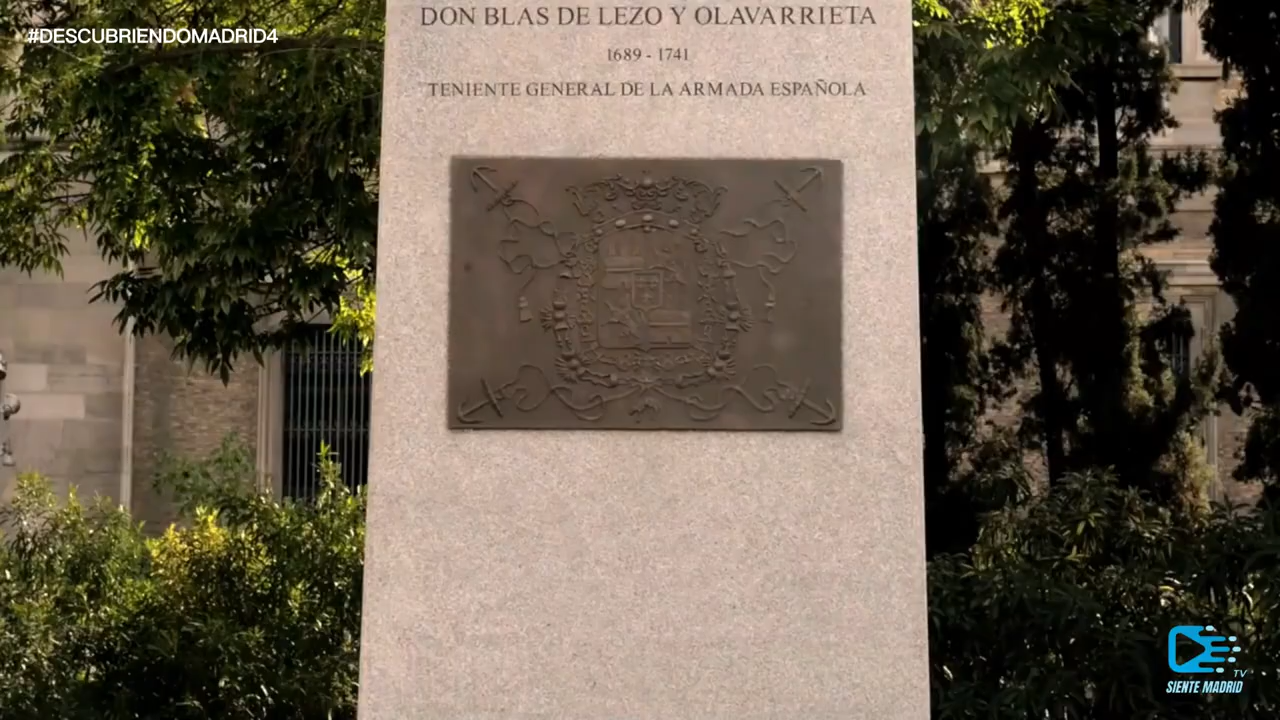 #DESCUBRIENDOMADRID4
DON BLAS DE LEZO Y OLAVARRIETA
1689 - 1741
TENIENTE GENERAL DE LA ARMADA ESPAÑOLA
TV
SIENTE MADRID